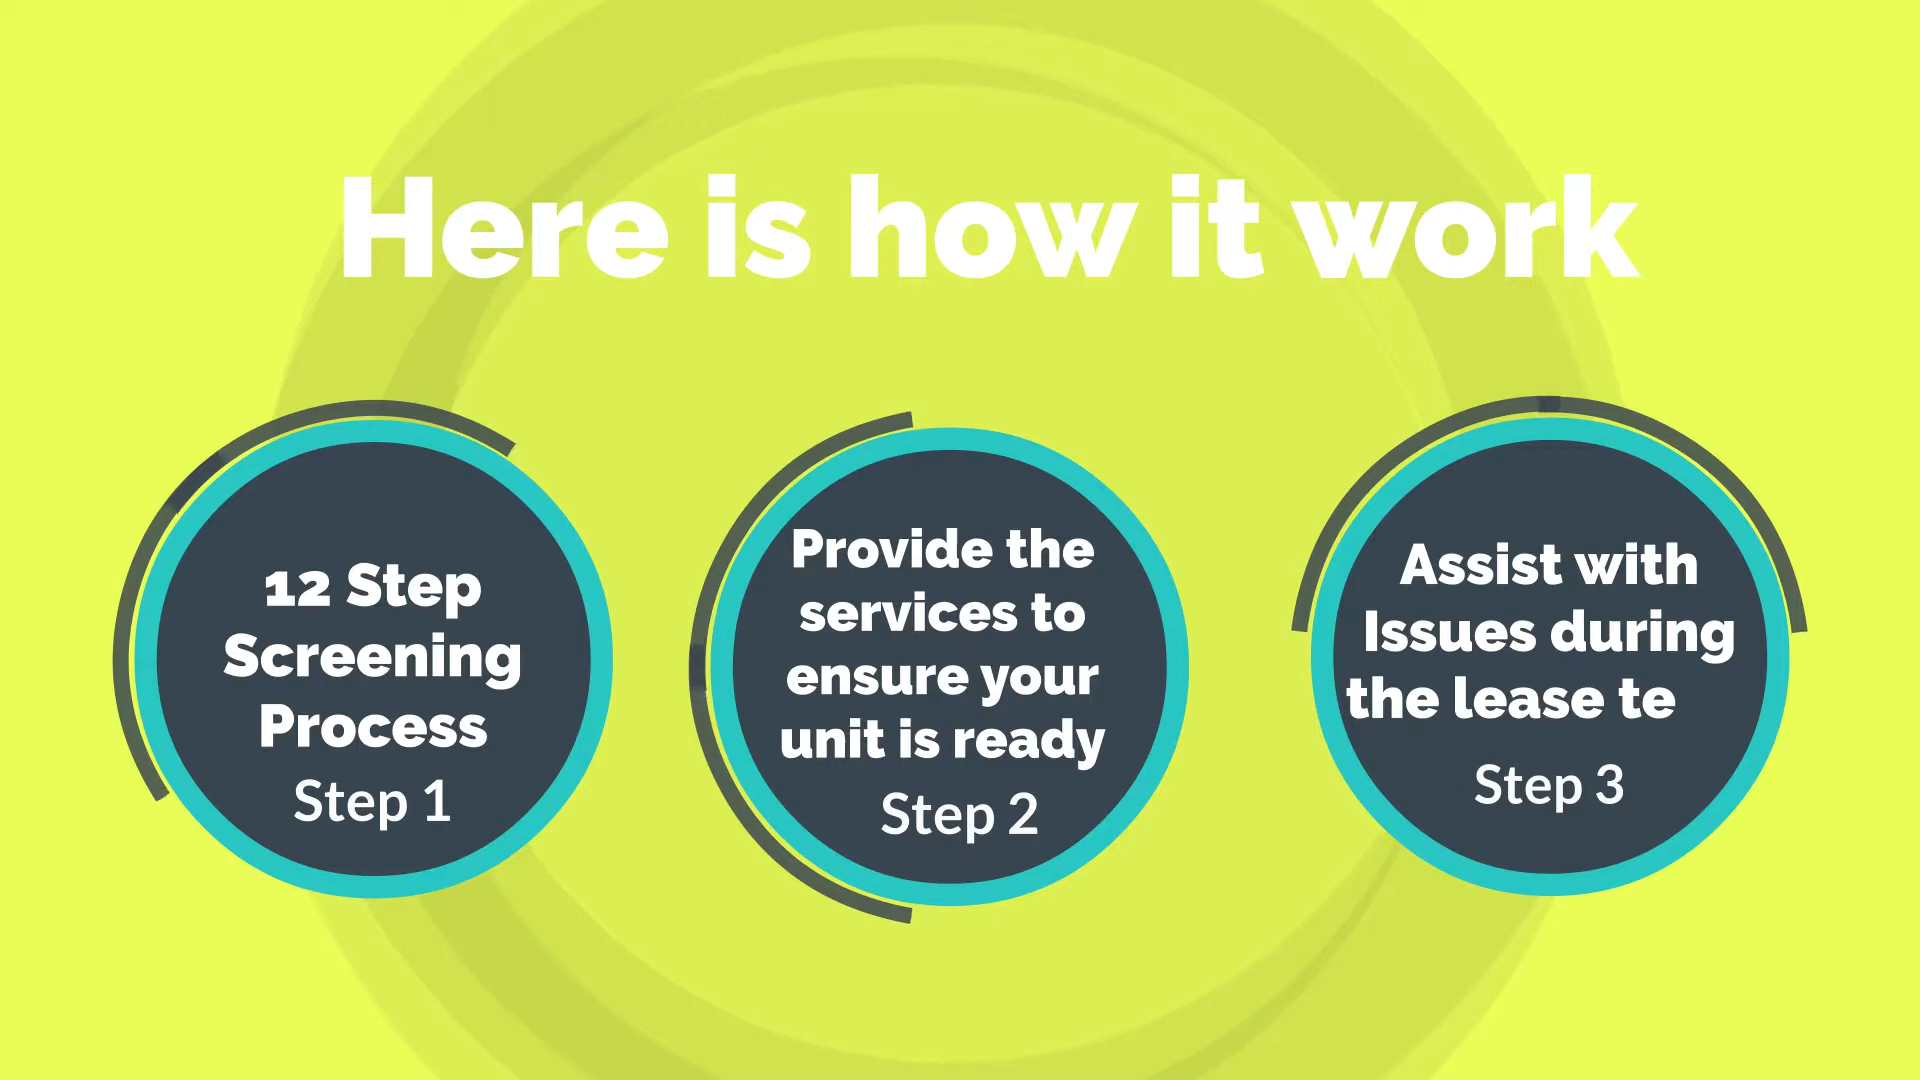 Here is how it work
12 Step
Screening
Process
Step 1
Provide the
services to
ensure your
unit is ready
Step 2
Assist with
Issues during
the lease te
Step 3